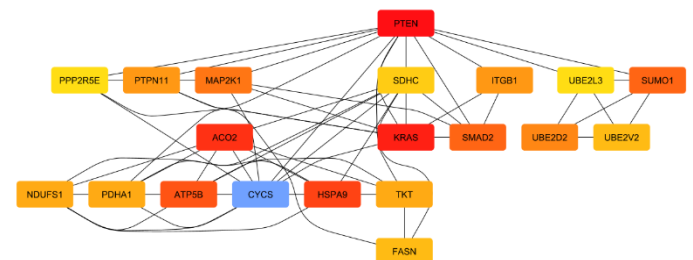 PTEN
PPP2R5E PTPN11 MAP2K1 SDHC ITGB1 UBE2L3 SUMO1
ACO2 KRAS SMAD2 UBE2D2 UBE2V2
NDUFS1 PDHA1 ATP5B CYCS HSPA9 TKT
FASN